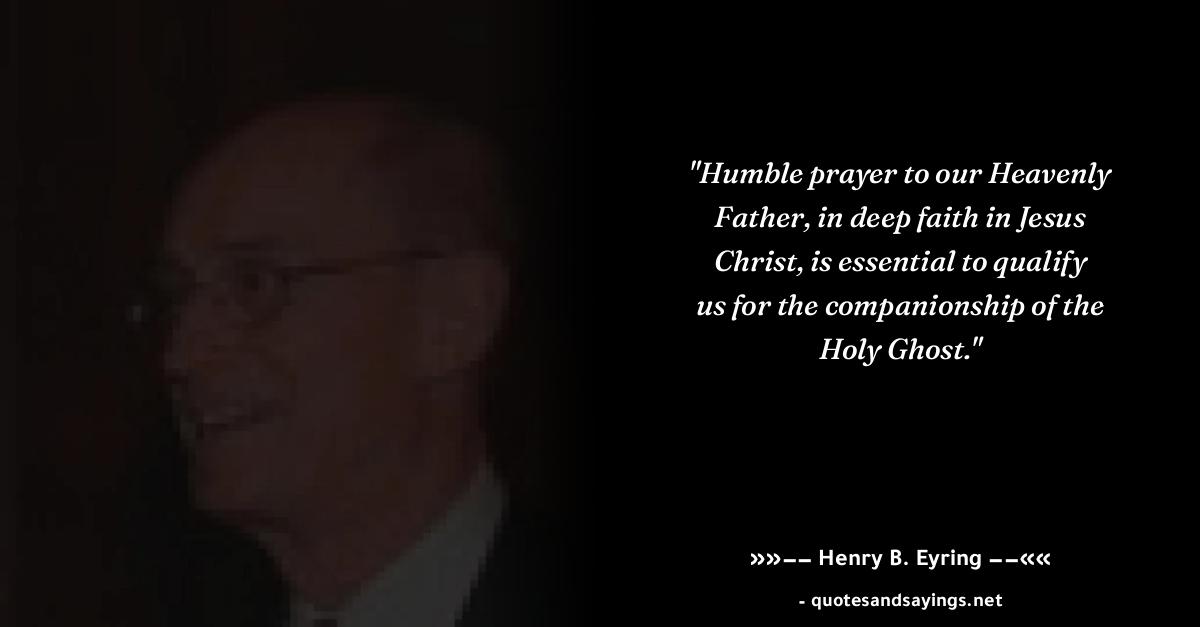 "Humble prayer to our Heavenly
Father, in deep faith in Jesus
Christ, is essential to qualify
us for the companionship of the
Holy Ghost."
»»−− Henry B. Eyring −−««
- quotesandsayings.net